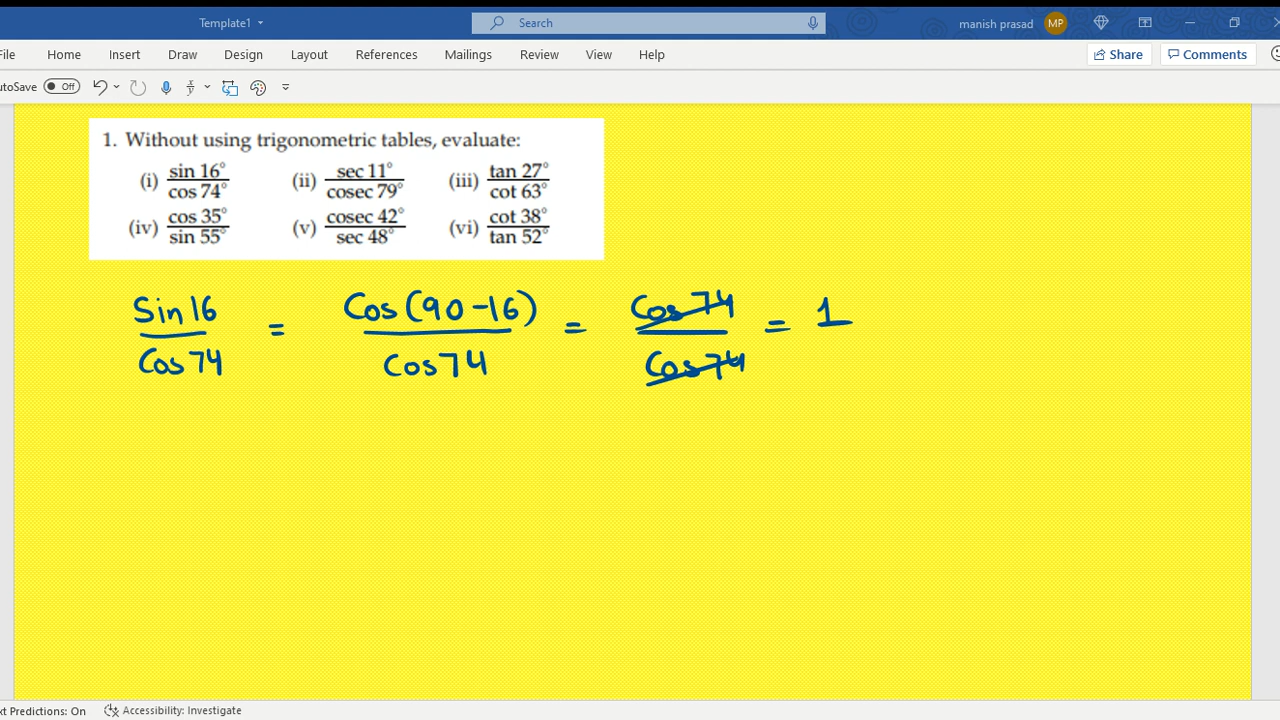 Template1
Search
manish prasad MP
File Home Insert Draw Design Layout References Mailings Review View Help Share Comments
AutoSave Off
1. Without using trigonometric tables, evaluate:
(i) sin 16° / cos 74° (ii) sec 11° / cosec 79° (iii) tan 27° / cot 63°
(iv) cos 35° / sin 55° (v) cosec 42° / sec 48° (vi) cot 38° / tan 52°
Sin 16 / Cos 74 = Cos (90 - 16) / Cos 74 = Cos 74 / Cos 74 = 1
xt Predictions: On Accessibility: Investigate